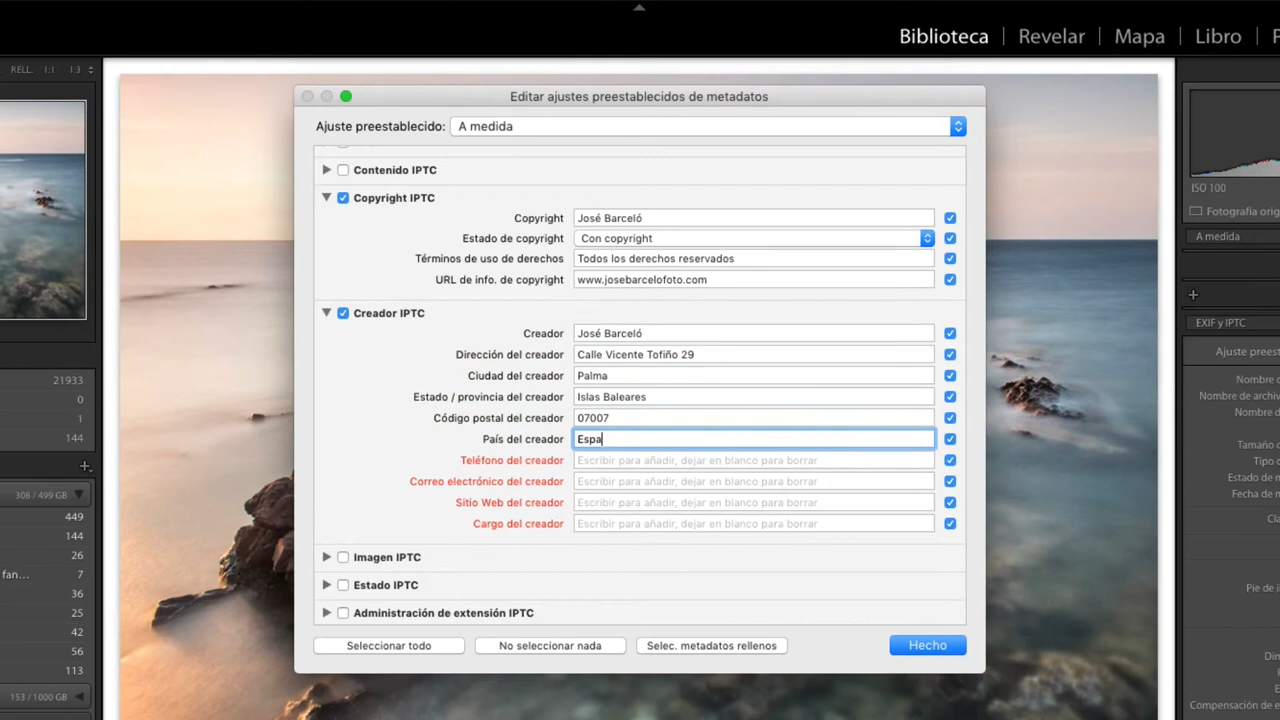 Biblioteca | Revelar | Mapa | Libro |
RELL. 1:1 1:3
Editar ajustes preestablecidos de metadatos
Ajuste preestablecido: A medida
Contenido IPTC
Copyright IPTC
Copyright José Barceló
Estado de copyright Con copyright
Términos de uso de derechos Todos los derechos reservados
URL de info. de copyright www.josebarcelofoto.com
Creador IPTC
Creador José Barceló
Dirección del creador Calle Vicente Tofiño 29
Ciudad del creador Palma
Estado / provincia del creador Islas Baleares
Código postal del creador 07007
País del creador Espa
Teléfono del creador Escribir para añadir, dejar en blanco para borrar
Correo electrónico del creador Escribir para añadir, dejar en blanco para borrar
Sitio Web del creador Escribir para añadir, dejar en blanco para borrar
Cargo del creador Escribir para añadir, dejar en blanco para borrar
Imagen IPTC
Estado IPTC
Administración de extensión IPTC
Seleccionar todo
No seleccionar nada
Selec. metadatos rellenos
Hecho
21933
0
1
144
308 / 499 GB
449
144
26
fan... 7
36
25
42
56
113
153 / 1000 GB
ISO 100
Fotografía orig
A medida
EXIF y IPTC
Ajuste preest
Nombre de
Nombre de archiv
Nombre de
Tamaño d
Tipo d
Estado de m
Fecha de m
Cla
Pie de i
Dim
E
Compensación de e